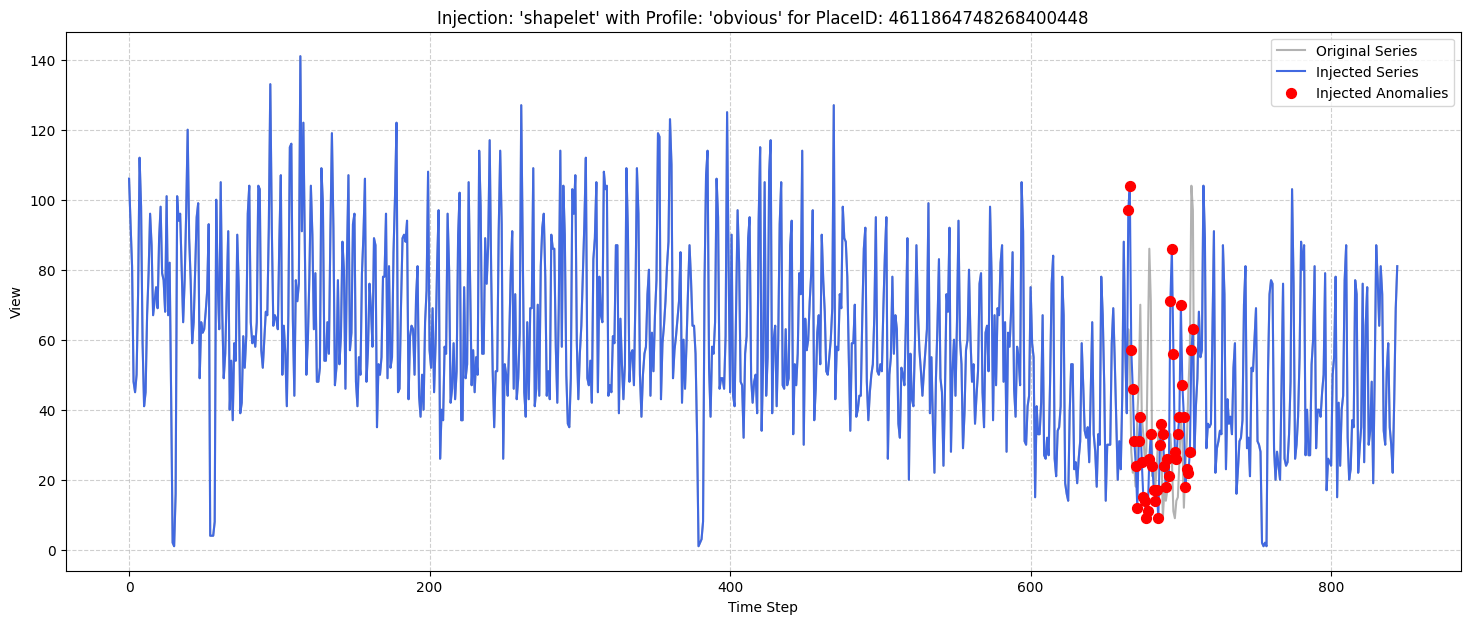 Injection: 'shapelet' with Profile: 'obvious' for PlaceID: 4611864748268400448
Original Series
Injected Series
Injected Anomalies
View
140
120
100
80
60
40
20
0
0
200
400
600
800
Time Step